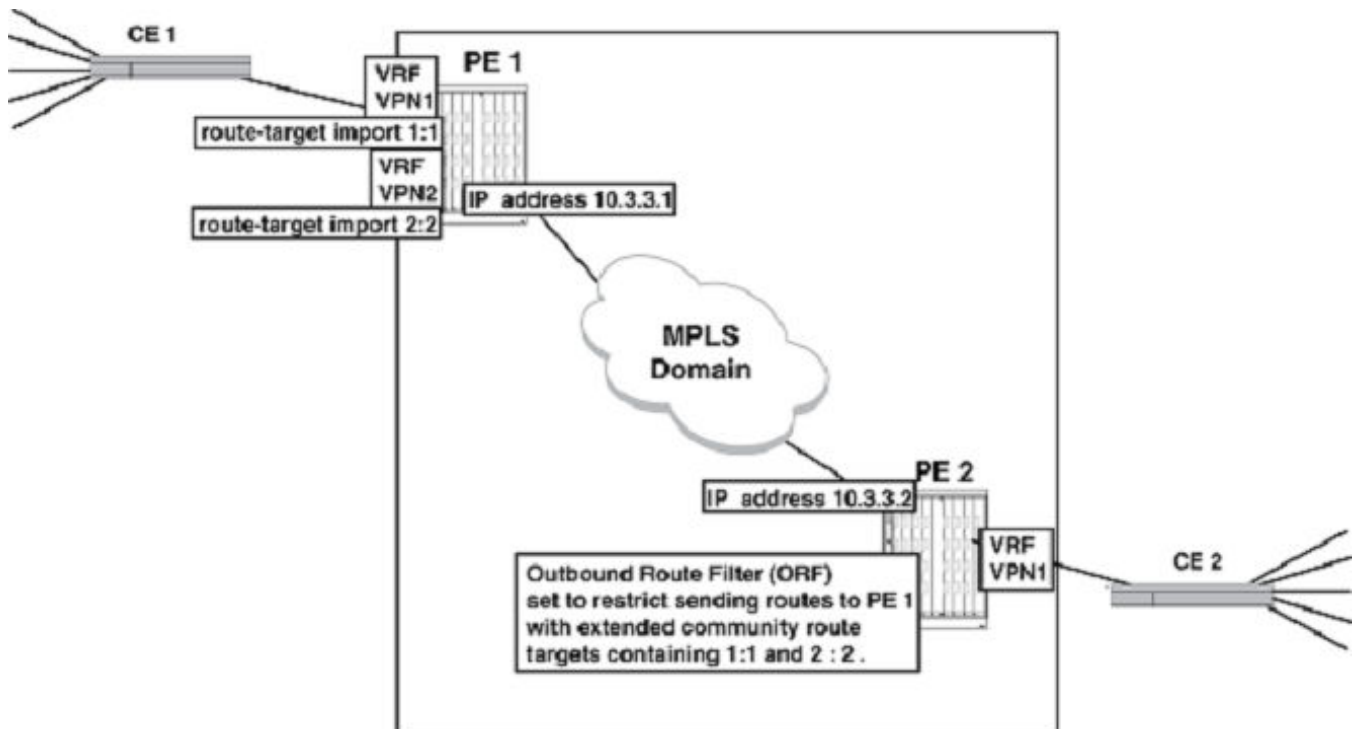 CE 1
PE 1
VRF
VPN1
route-target import 1:1
VRF
VPN2
IP address 10.3.3.1
route-target import 2:2
MPLS
Domain
PE 2
IP address 10.3.3.2
VRF
VPN1
CE 2
Outbound Route Filter (ORF)
set to restrict sending routes to PE 1
with extended community route
targets containing 1:1 and 2 : 2 .